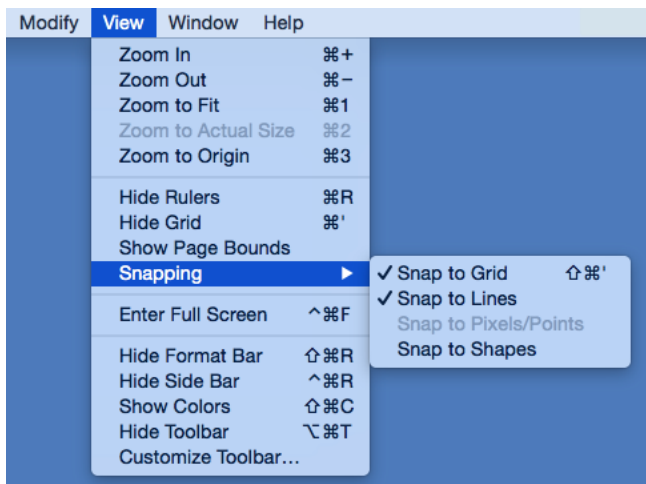 Modify View Window Help
Zoom In ⌘+
Zoom Out ⌘−
Zoom to Fit ⌘1
Zoom to Actual Size ⌘2
Zoom to Origin ⌘3
Hide Rulers ⌘R
Hide Grid ⌘'
Show Page Bounds
Snapping ▶
✓ Snap to Grid ⇧⌘'
✓ Snap to Lines
Snap to Pixels/Points
Snap to Shapes
Enter Full Screen ^⌘F
Hide Format Bar ⇧⌘R
Hide Side Bar ^⌘R
Show Colors ⇧⌘C
Hide Toolbar ⌥⌘T
Customize Toolbar...